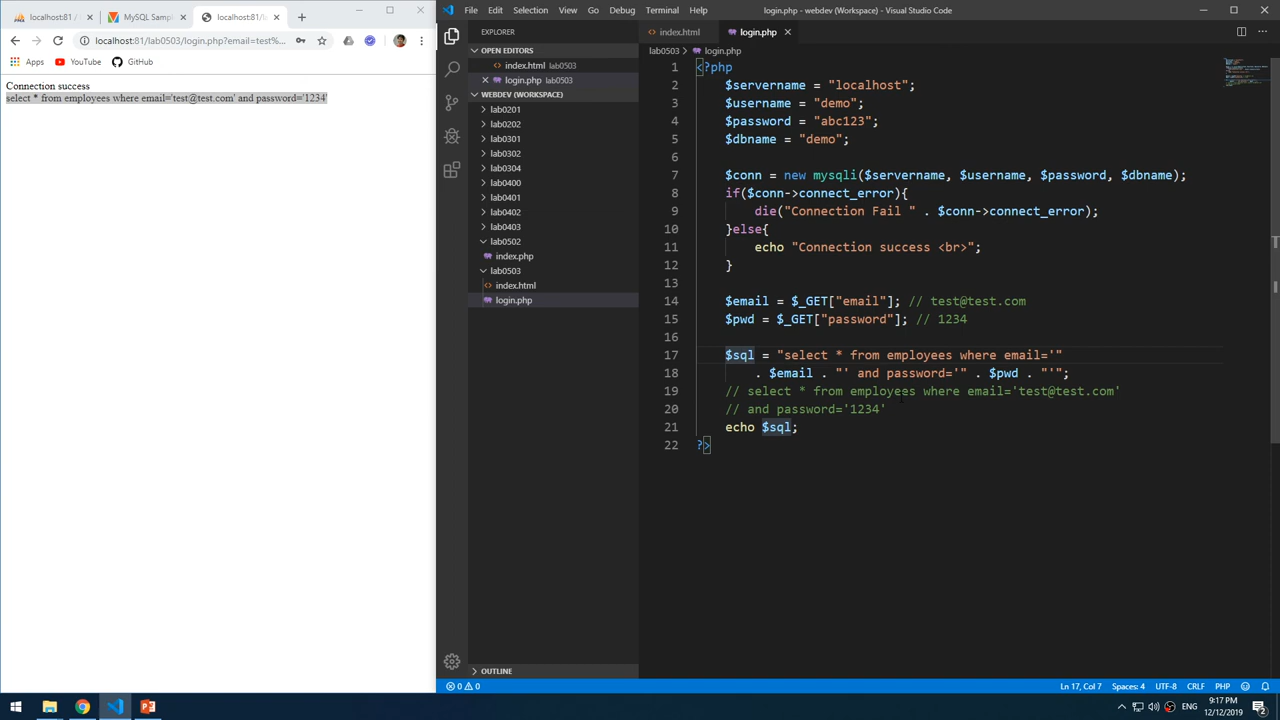 localhost:81 /
MySQL Samp
localhost:81/la
localhost:81/lab0503/login.php?email=test%...
Apps YouTube GitHub
Connection success
select * from employees where email='test@test.com' and password='1234'
File Edit Selection View Go Debug Terminal Help
login.php - webdev (Workspace) - Visual Studio Code
EXPLORER
OPEN EDITORS
index.html lab0503
login.php lab0503
WEBDEV (WORKSPACE)
lab0201
lab0202
lab0301
lab0302
lab0304
lab0400
lab0401
lab0402
lab0403
lab0502
index.php
lab0503
index.html
login.php
OUTLINE
index.html
login.php
lab0503 > login.php
1 <?php
2 $servername = "localhost";
3 $username = "demo";
4 $password = "abc123";
5 $dbname = "demo";
6
7 $conn = new mysqli($servername, $username, $password, $dbname);
8 if($conn->connect_error){
9 die("Connection Fail " . $conn->connect_error);
10 }else{
11 echo "Connection success <br>";
12 }
13
14 $email = $_GET["email"]; // test@test.com
15 $pwd = $_GET["password"]; // 1234
16
17 $sql = "select * from employees where email='"
18 . $email . "' and password='" . $pwd . "'";
19 // select * from employees where email='test@test.com'
20 // and password='1234'
21 echo $sql;
22 ?>
0 0
Ln 17, Col 7 Spaces: 4 UTF-8 CRLF PHP
ENG
9:17 PM
12/12/2019
2